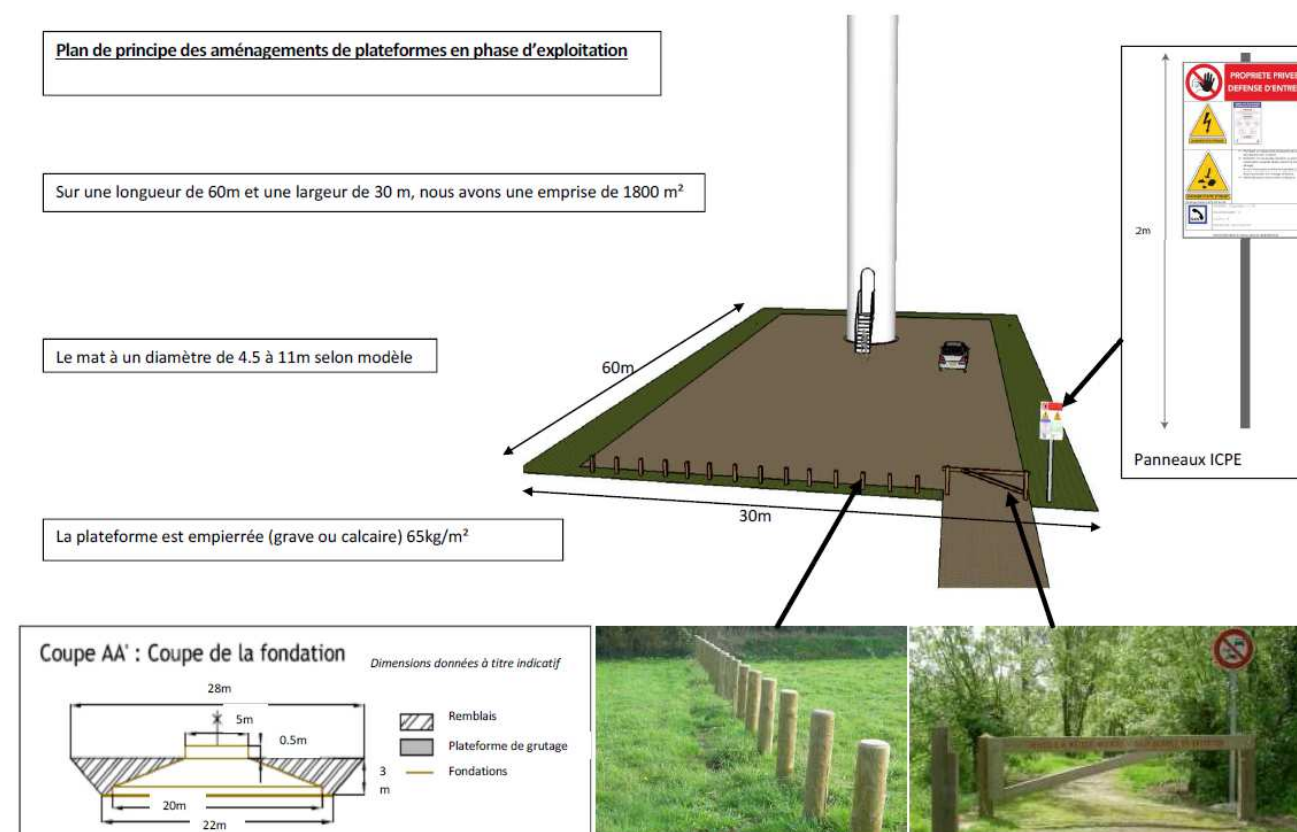 Plan de principe des aménagements de plateformes en phase d'exploitation
PROPRIETE PRIVEE
DEFENSE D'ENTRE
Sur une longueur de 60m et une largeur de 30 m, nous avons une emprise de 1800 m²
2m
Le mat à un diamètre de 4.5 à 11m selon modèle
60m
Panneaux ICPE
30m
La plateforme est empierrée (grave ou calcaire) 65kg/m²
Coupe AA' : Coupe de la fondation
Dimensions données à titre indicatif
28m
5m
0.5m
3
m
20m
22m
Remblais
Plateforme de grutage
Fondations